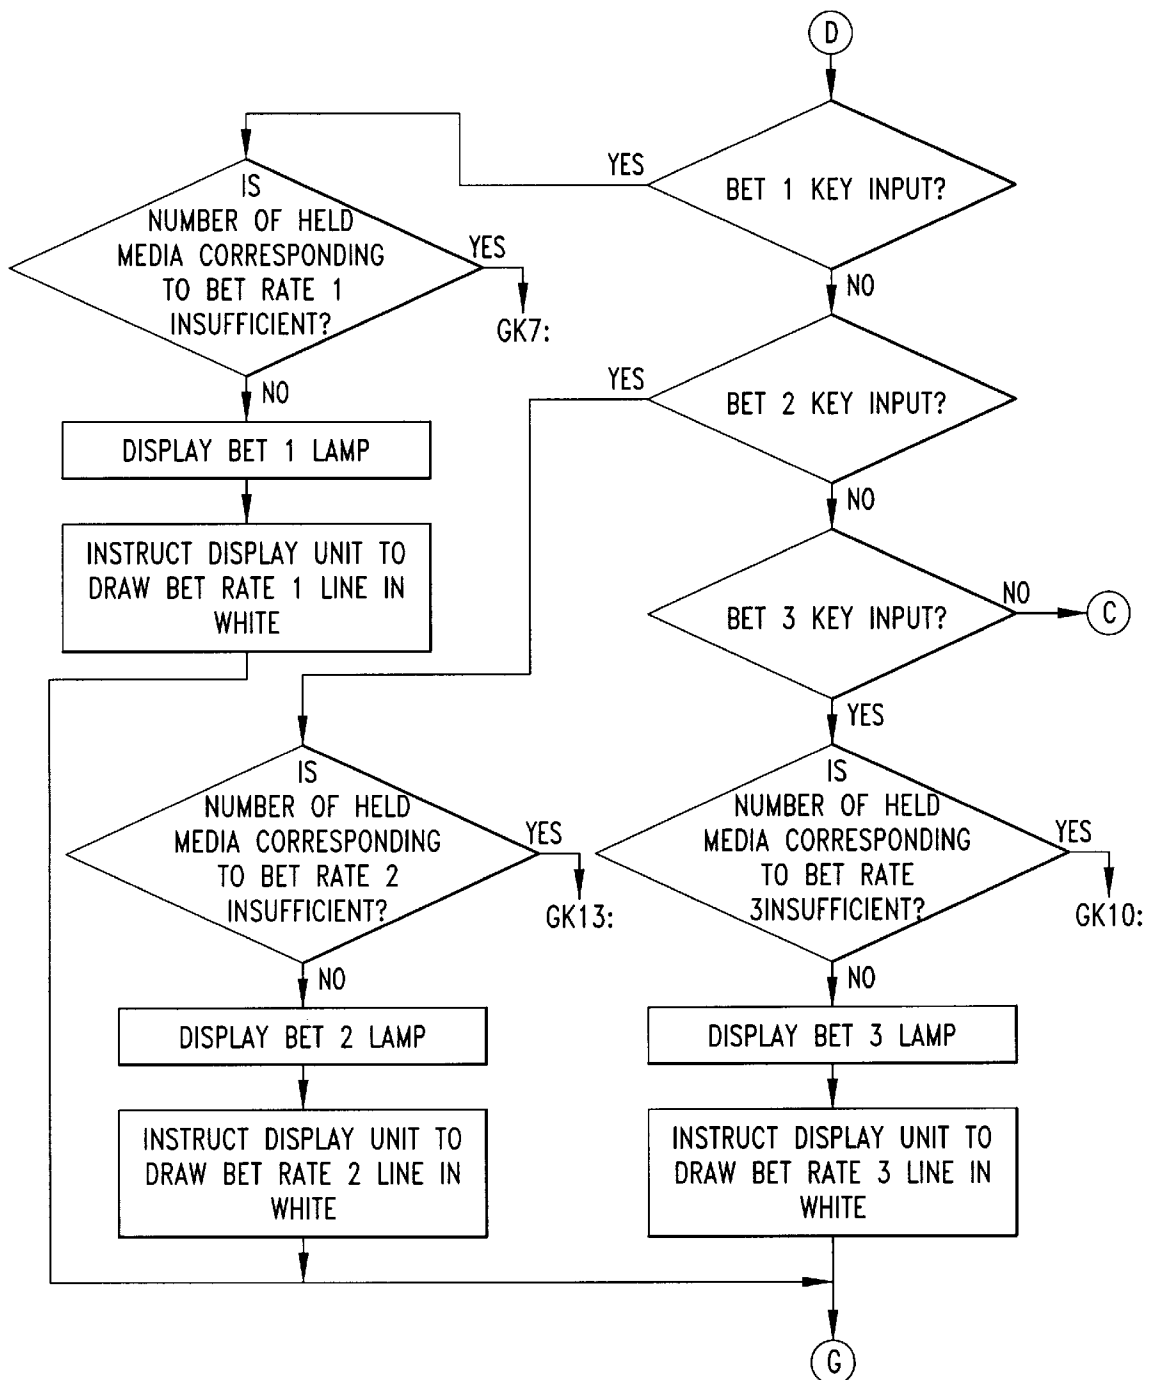 D
BET 1 KEY INPUT?
YES
NO
IS
NUMBER OF HELD
MEDIA CORRESPONDING
TO BET RATE 1
INSUFFICIENT?
YES
GK7:
NO
DISPLAY BET 1 LAMP
INSTRUCT DISPLAY UNIT TO
DRAW BET RATE 1 LINE IN
WHITE
BET 2 KEY INPUT?
YES
NO
BET 3 KEY INPUT?
NO
C
YES
IS
NUMBER OF HELD
MEDIA CORRESPONDING
TO BET RATE 2
INSUFFICIENT?
YES
GK13:
NO
DISPLAY BET 2 LAMP
INSTRUCT DISPLAY UNIT TO
DRAW BET RATE 2 LINE IN
WHITE
IS
NUMBER OF HELD
MEDIA CORRESPONDING
TO BET RATE
3INSUFFICIENT?
YES
GK10:
NO
DISPLAY BET 3 LAMP
INSTRUCT DISPLAY UNIT TO
DRAW BET RATE 3 LINE IN
WHITE
G